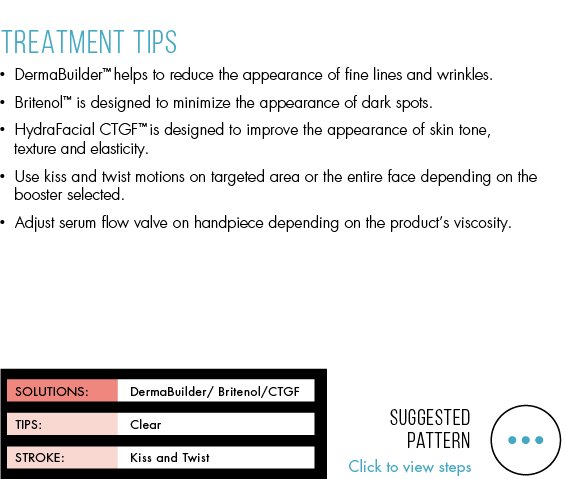 TREATMENT TIPS
• DermaBuilder™ helps to reduce the appearance of fine lines and wrinkles.
• Britenol™ is designed to minimize the appearance of dark spots.
• HydraFacial CTGF™ is designed to improve the appearance of skin tone,
texture and elasticity.
• Use kiss and twist motions on targeted area or the entire face depending on the
booster selected.
• Adjust serum flow valve on handpiece depending on the product’s viscosity.
SOLUTIONS: DermaBuilder/ Britenol/CTGF
TIPS: Clear
STROKE: Kiss and Twist
SUGGESTED
PATTERN
Click to view steps